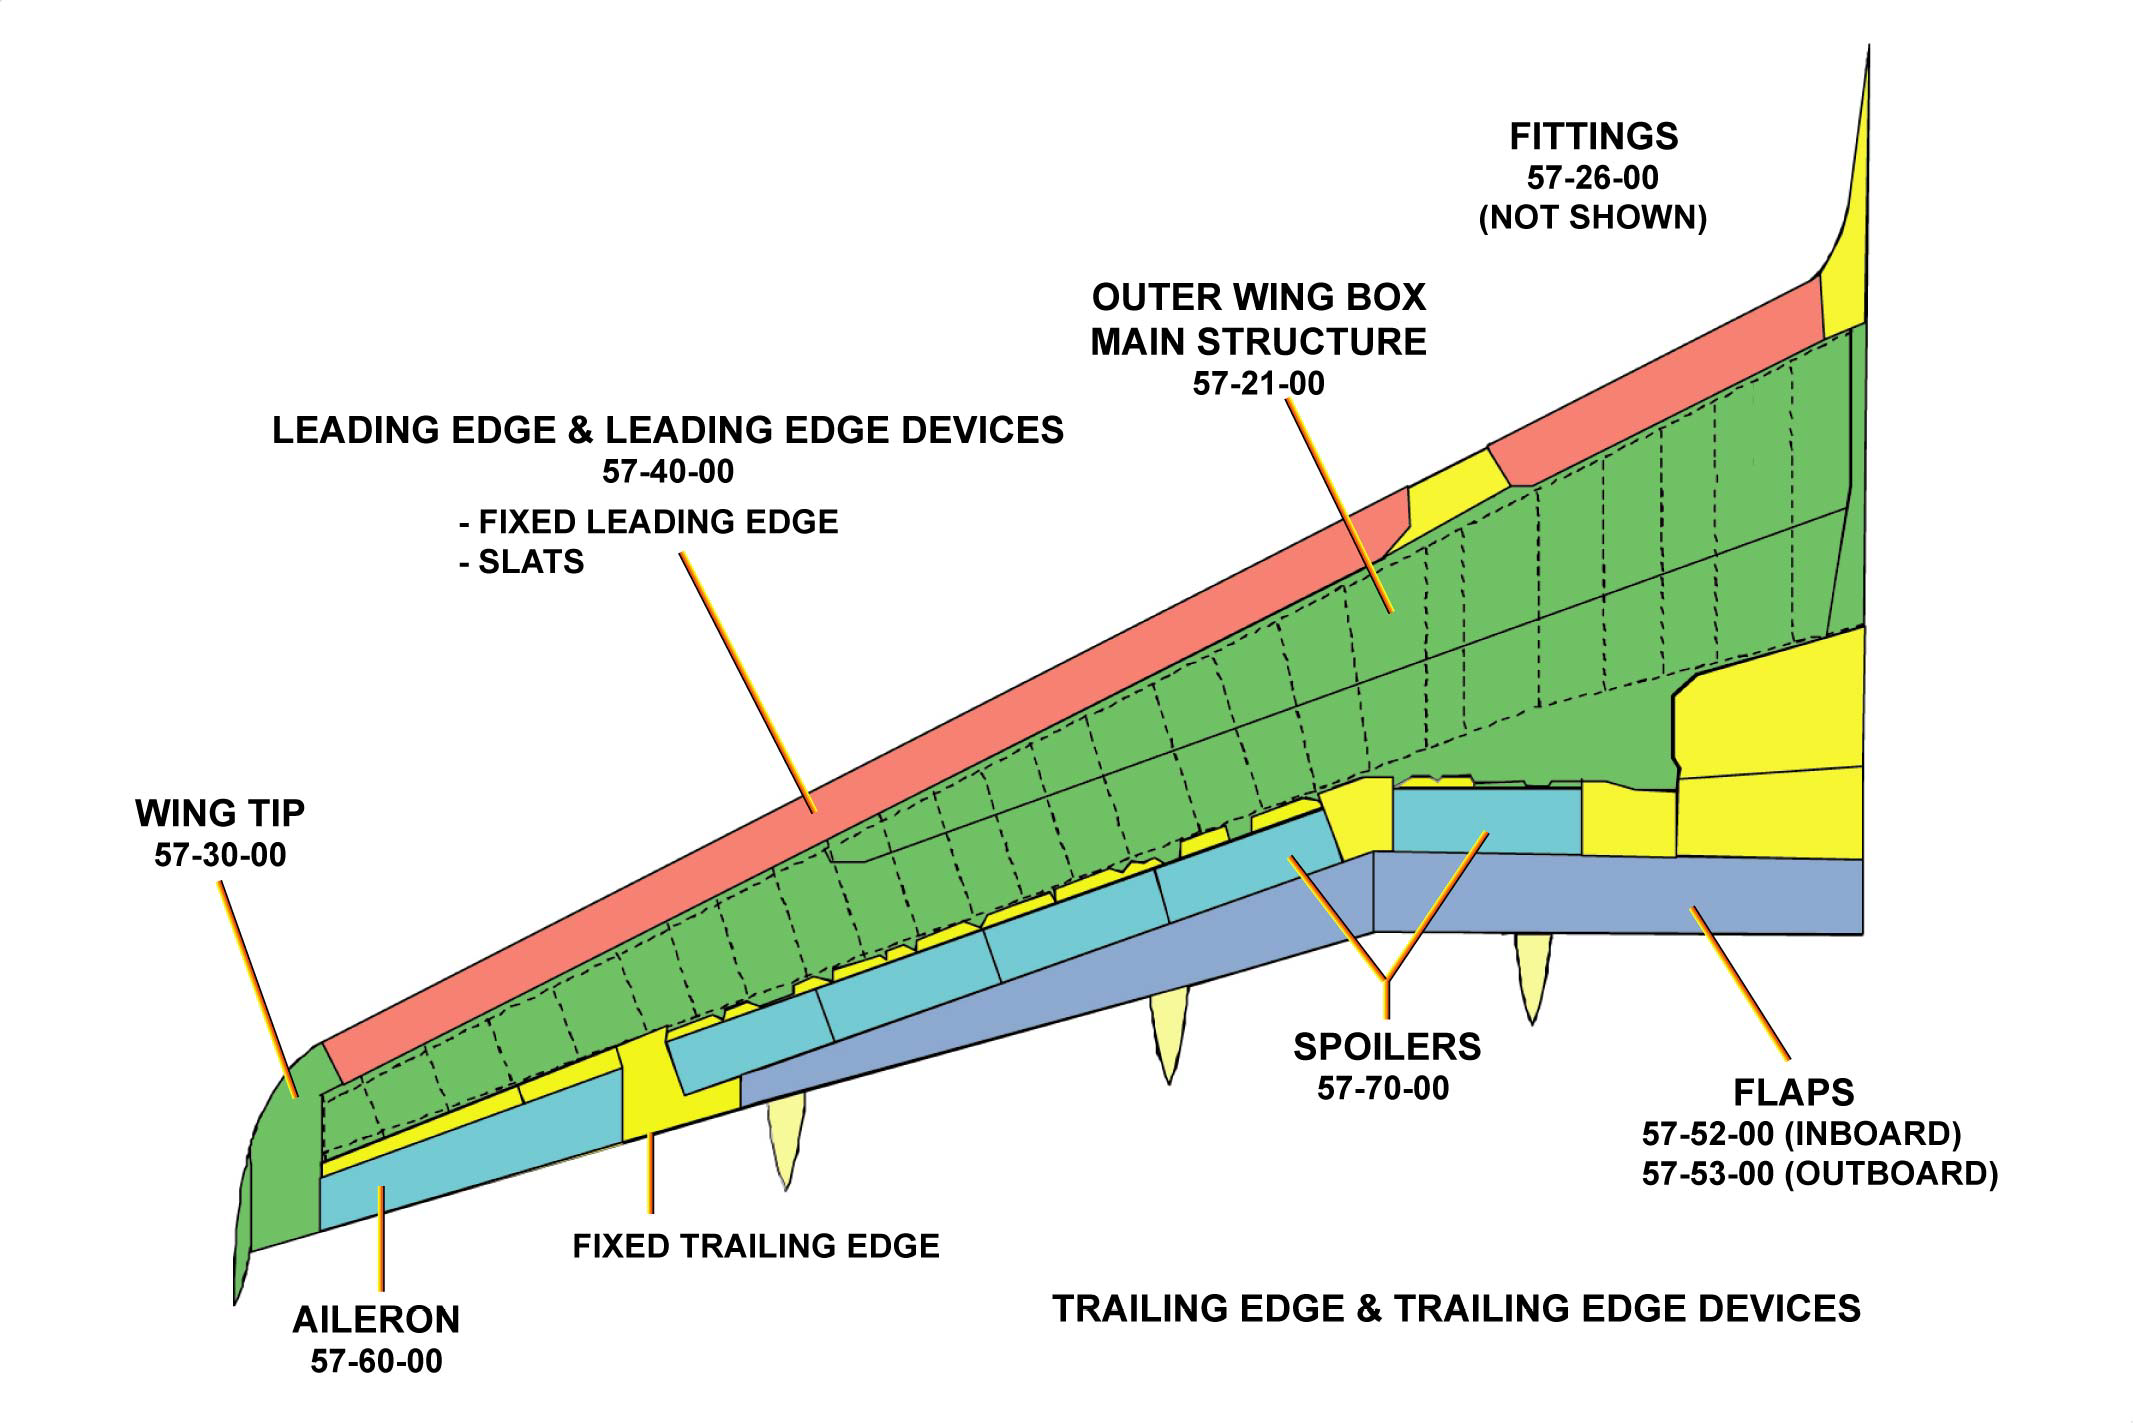 FITTINGS
57-26-00
(NOT SHOWN)
OUTER WING BOX
MAIN STRUCTURE
57-21-00
LEADING EDGE & LEADING EDGE DEVICES
57-40-00
- FIXED LEADING EDGE
- SLATS
WING TIP
57-30-00
SPOILERS
57-70-00
FLAPS
57-52-00 (INBOARD)
57-53-00 (OUTBOARD)
FIXED TRAILING EDGE
AILERON
57-60-00
TRAILING EDGE & TRAILING EDGE DEVICES